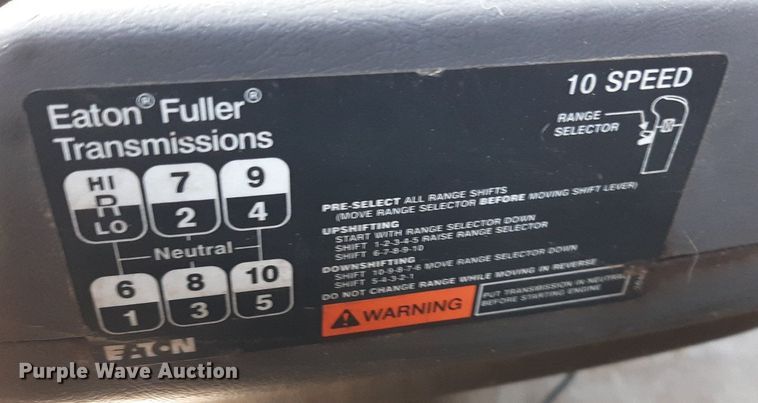 Eaton® Fuller®
Transmissions
10 SPEED
RANGE
SELECTOR
HI R LO
7 2
9 4
Neutral
6 1
8 3
10 5
PRE-SELECT ALL RANGE SHIFTS
(MOVE RANGE SELECTOR BEFORE MOVING SHIFT LEVER)
UPSHIFTING
START WITH RANGE SELECTOR DOWN
SHIFT 1-2-3-4-5 RAISE RANGE SELECTOR
SHIFT 6-7-8-9-10
DOWNSHIFTING
SHIFT 10-9-8-7-6 MOVE RANGE SELECTOR DOWN
SHIFT 5-4-3-2-1
DO NOT CHANGE RANGE WHILE MOVING IN REVERSE
WARNING
PUT TRANSMISSION IN NEUTRAL
BEFORE STARTING ENGINE
EATON
Purple Wave Auction